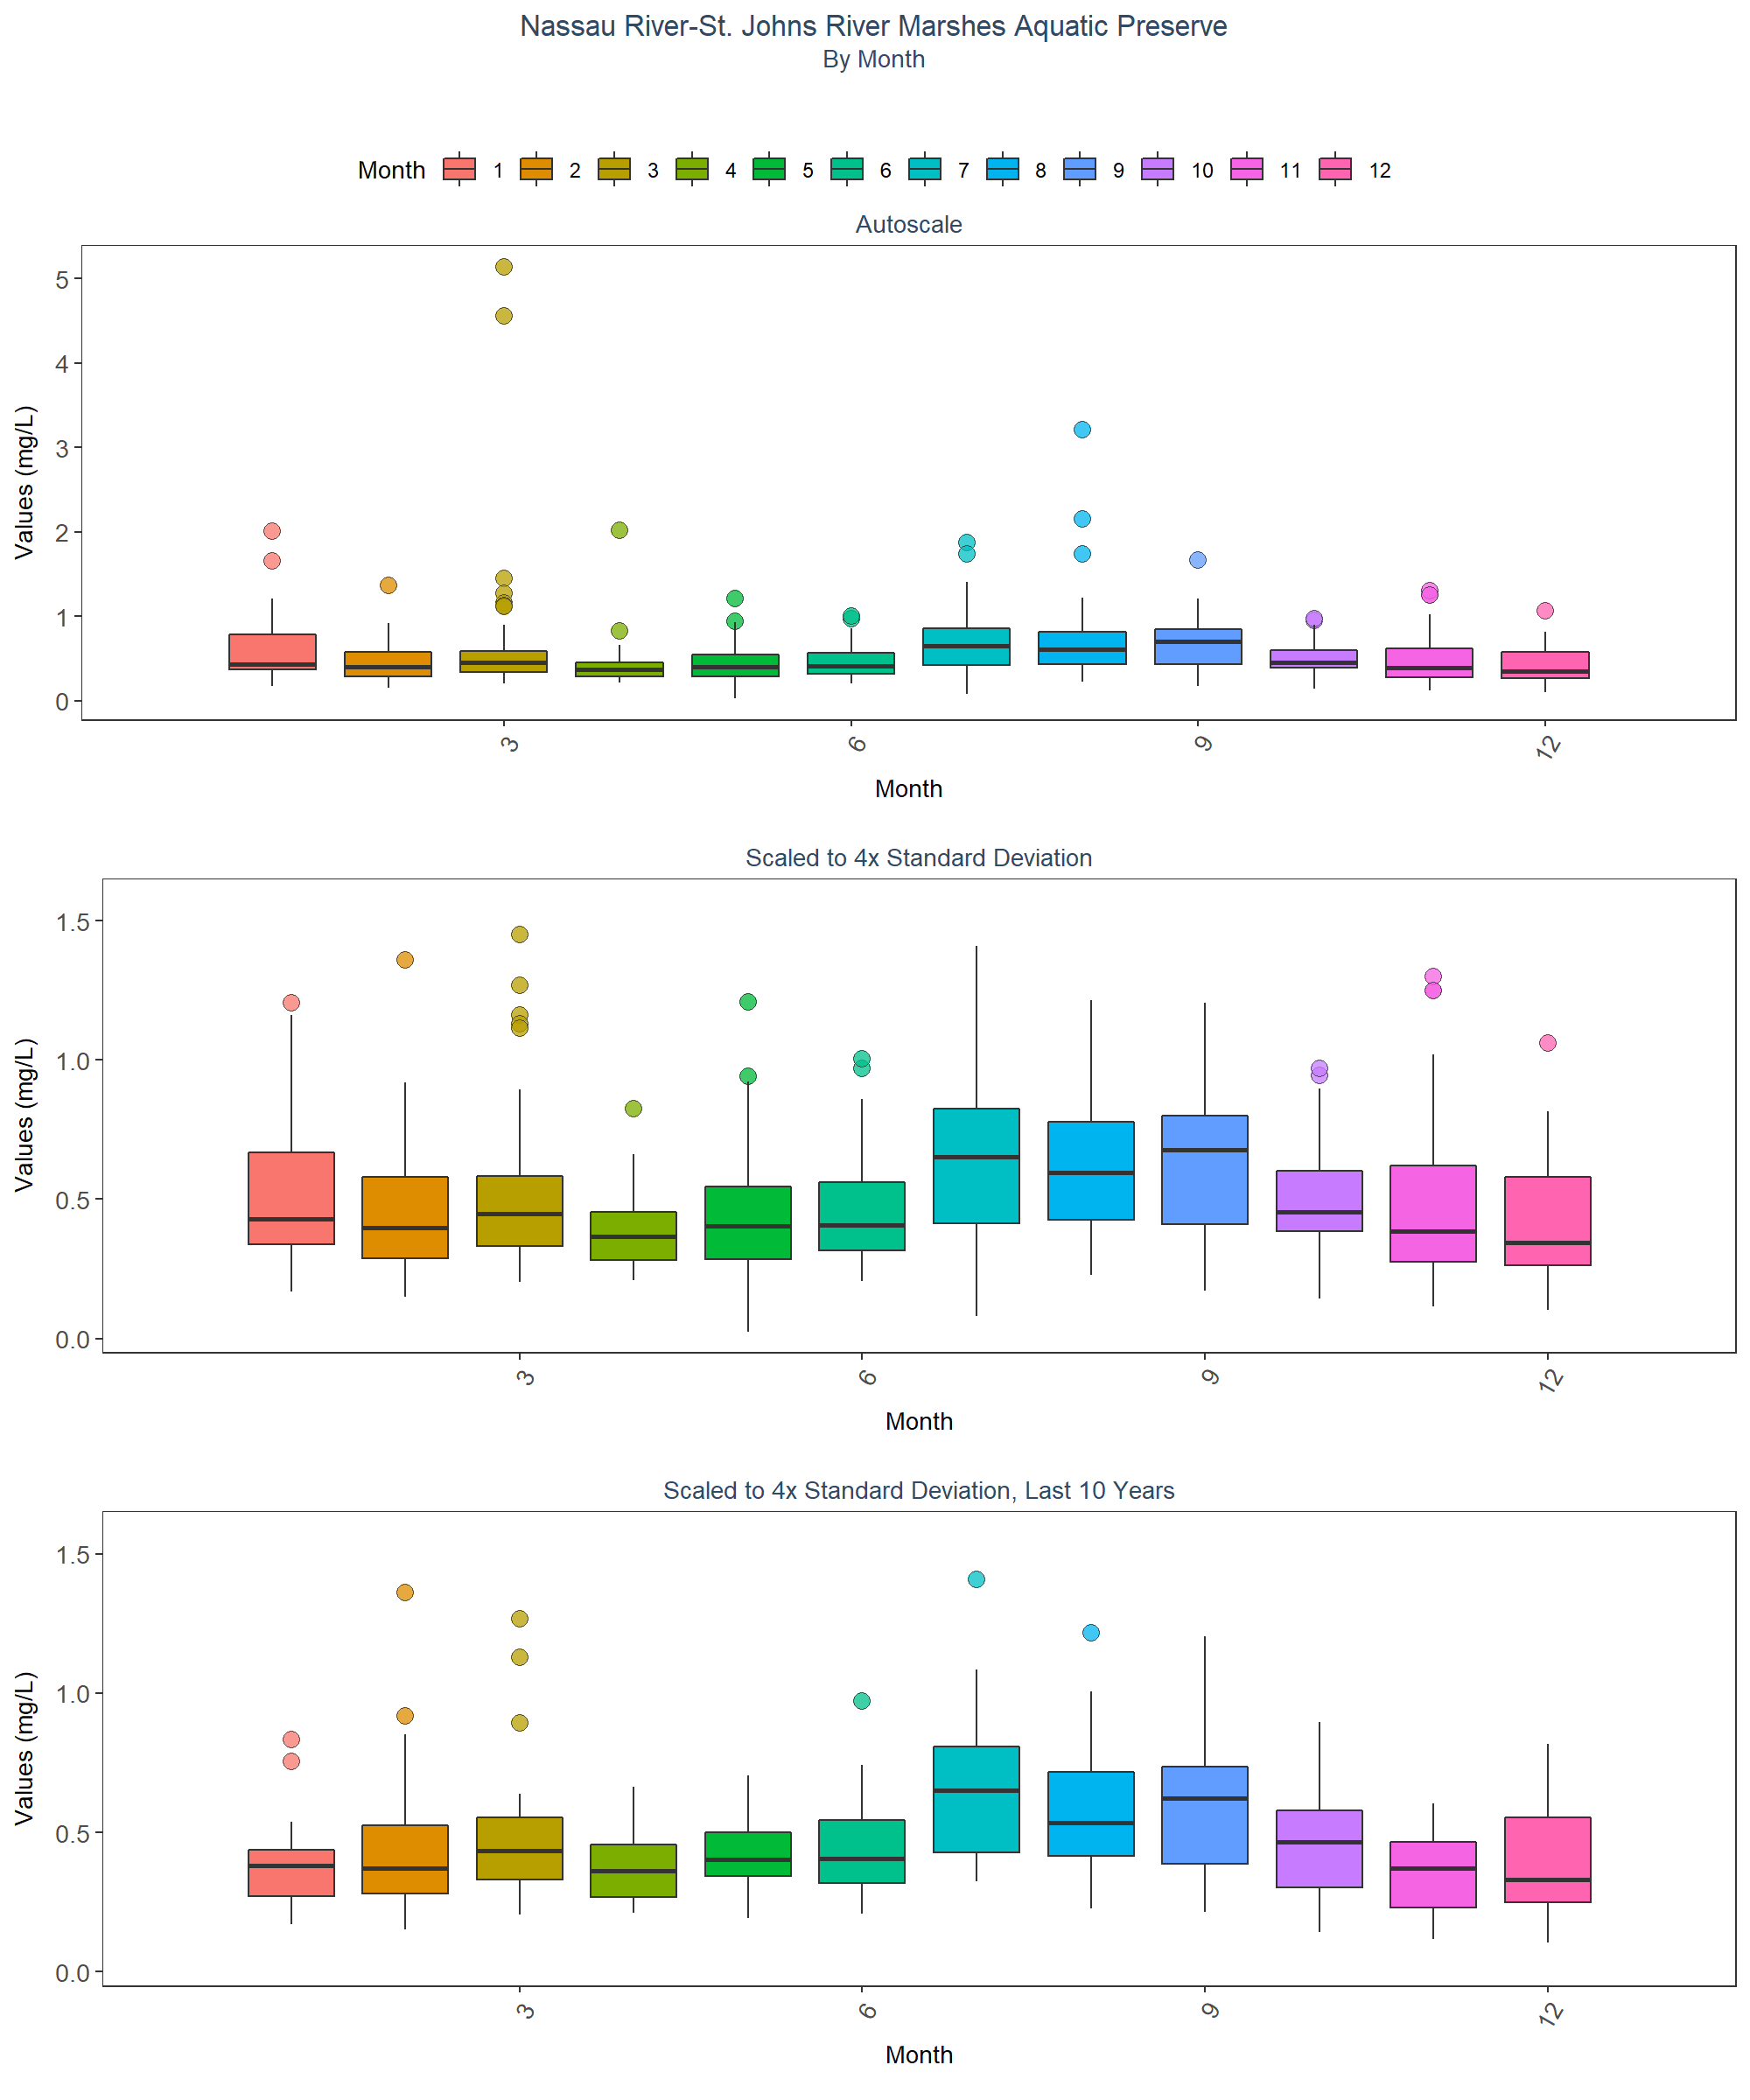 Nassau River-St. Johns River Marshes Aquatic Preserve
By Month
Month 1 2 3 4 5 6 7 8 9 10 11 12
Autoscale
Values (mg/L)
5
4
3
2
1
0
3 6 9 12
Month
Scaled to 4x Standard Deviation
Values (mg/L)
1.5
1.0
0.5
0.0
3 6 9 12
Month
Scaled to 4x Standard Deviation, Last 10 Years
Values (mg/L)
1.5
1.0
0.5
0.0
3 6 9 12
Month